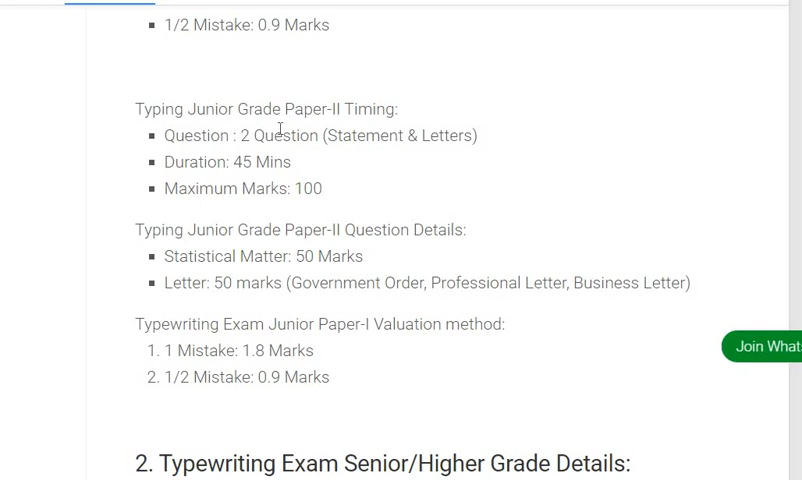 1/2 Mistake: 0.9 Marks
Typing Junior Grade Paper-II Timing:
Question : 2 Question (Statement & Letters)
Duration: 45 Mins
Maximum Marks: 100
Typing Junior Grade Paper-II Question Details:
Statistical Matter: 50 Marks
Letter: 50 marks (Government Order, Professional Letter, Business Letter)
Typewriting Exam Junior Paper-I Valuation method:
1. 1 Mistake: 1.8 Marks
Join What
2. 1/2 Mistake: 0.9 Marks
2. Typewriting Exam Senior/Higher Grade Details: